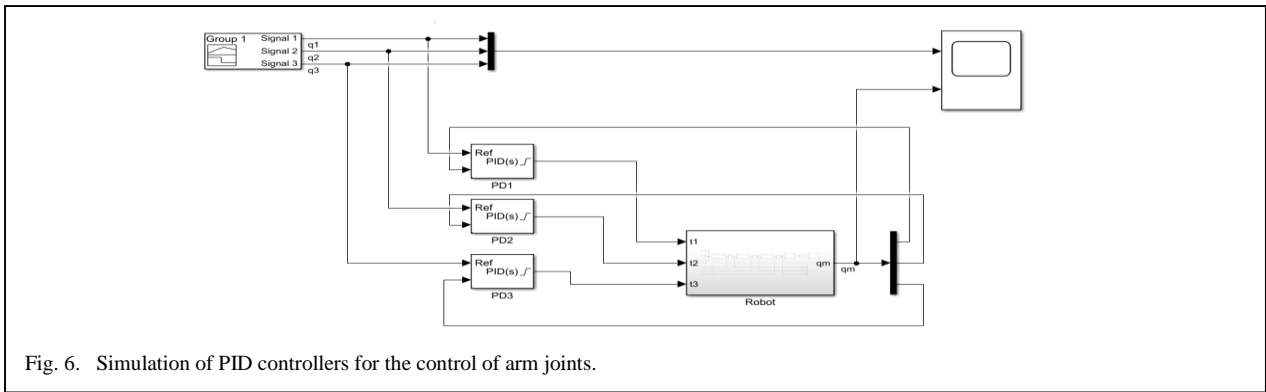 Group 1
Signal 1
q1
Signal 2
q2
Signal 3
q3
Ref
PID(s)
PD1
Ref
PID(s)
PD2
Ref
PID(s)
PD3
t1
t2
t3
qm
Robot
qm
Fig. 6. Simulation of PID controllers for the control of arm joints.